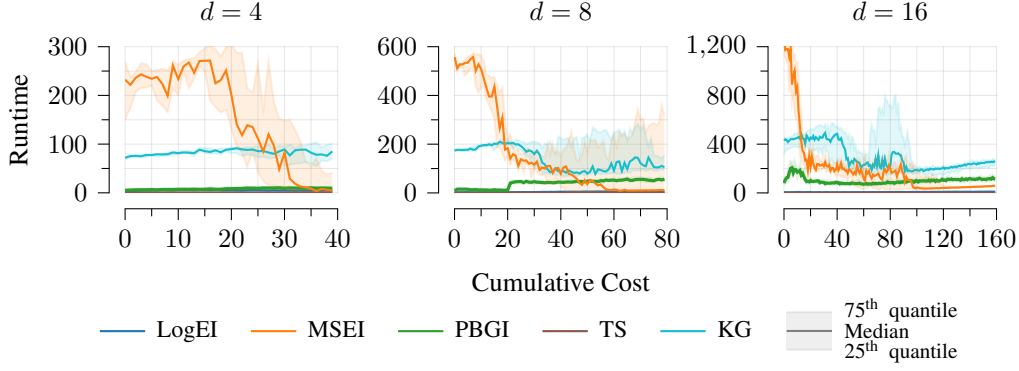 d = 4 d = 8 d = 16
Runtime
300
200
100
0
600
400
200
0
1,200
800
400
0
0 10 20 30 40
0 20 40 60 80
0 40 80 120 160
Cumulative Cost
LogEI MSEI PBGI TS KG
75th quantile
Median
25th quantile